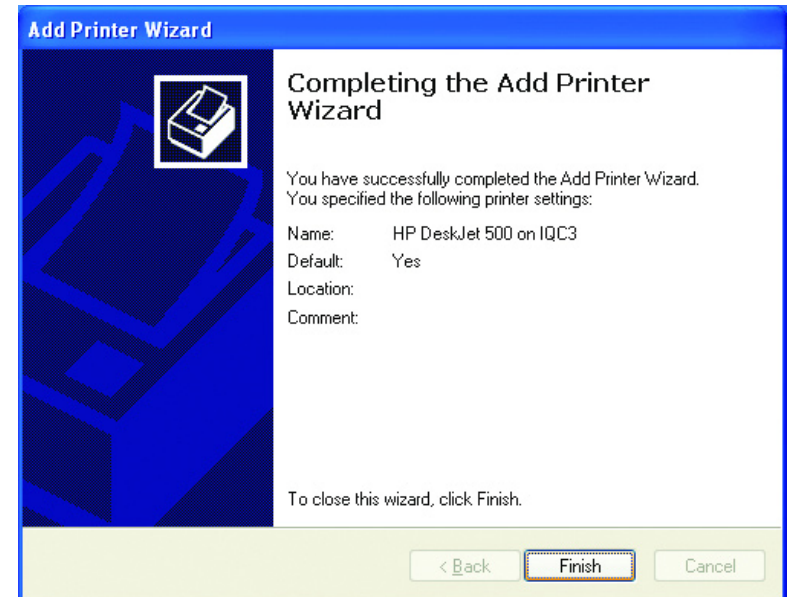 Add Printer Wizard
Completing the Add Printer
Wizard
You have successfully completed the Add Printer Wizard.
You specified the following printer settings:
Name: HP DeskJet 500 on IQC3
Default: Yes
Location:
Comment:
To close this wizard, click Finish.
< Back Finish Cancel